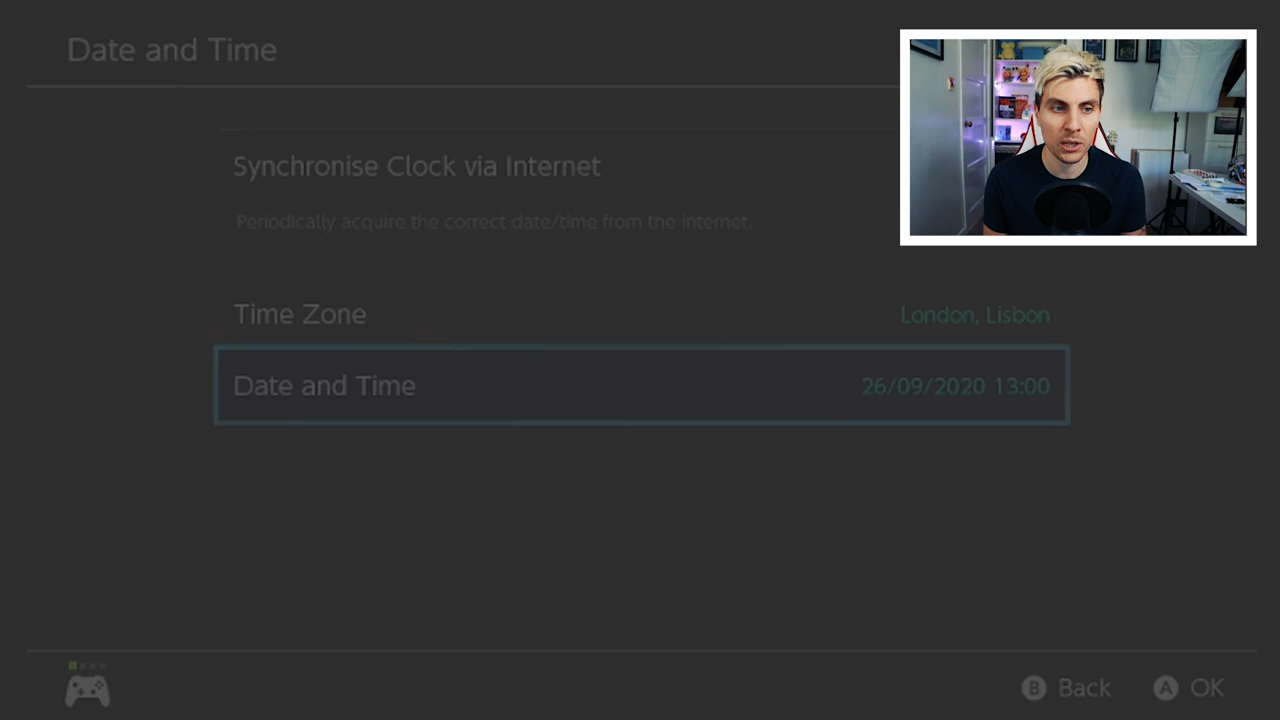 Date and Time
Synchronise Clock via Internet
Periodically acquire the correct date/time from the internet.
Time Zone
London, Lisbon
Date and Time
26/09/2020 13:00
B Back
A OK